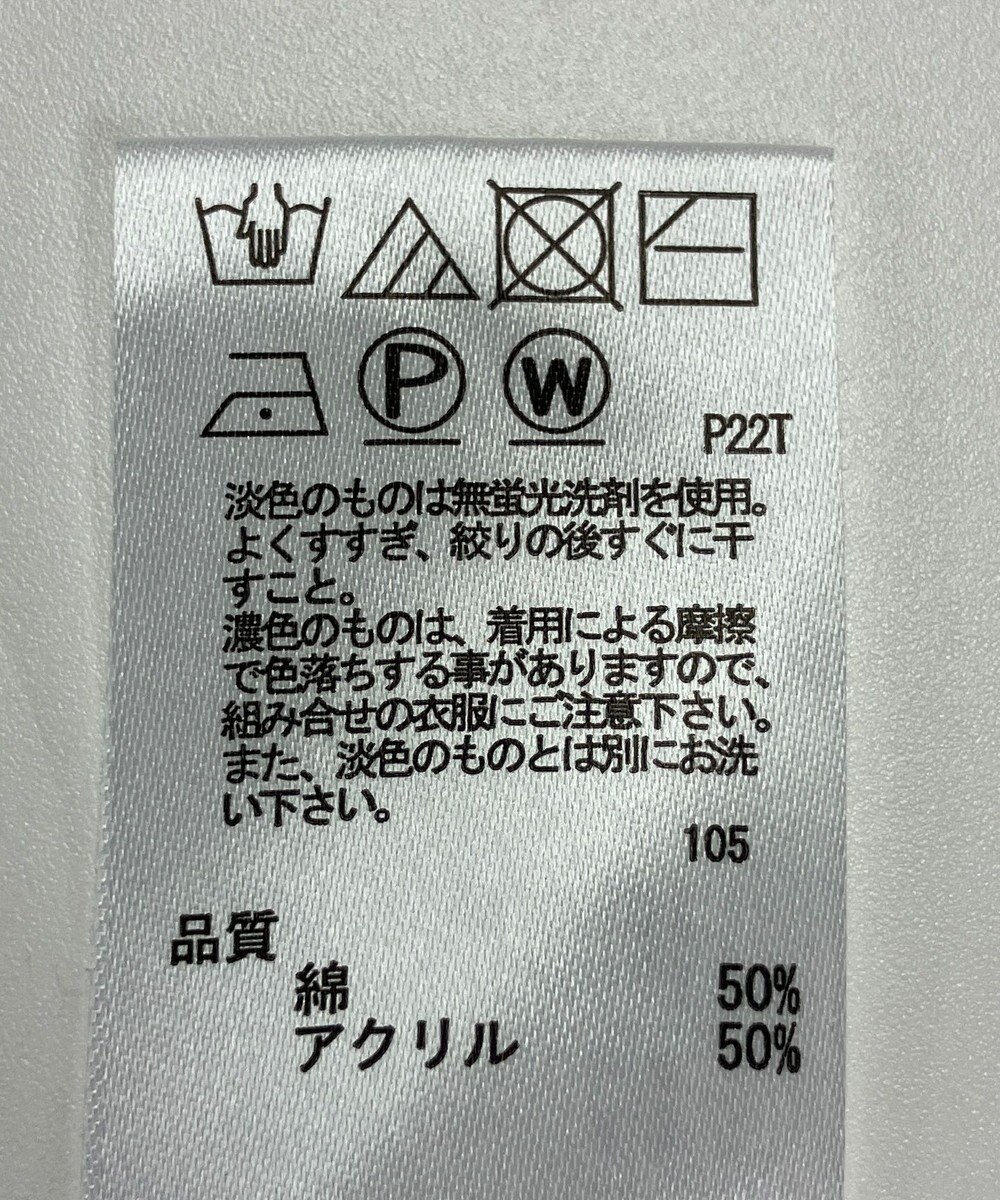 P W
P22T
淡色のものは無蛍光洗剤を使用。
よくすすぎ、絞りの後すぐに干
すこと。
濃色のものは、着用による摩擦
で色落ちする事がありますので、
組み合せの衣服にご注意下さい。
また、淡色のものとは別にお洗
い下さい。
105
品質
綿 50%
アクリル 50%